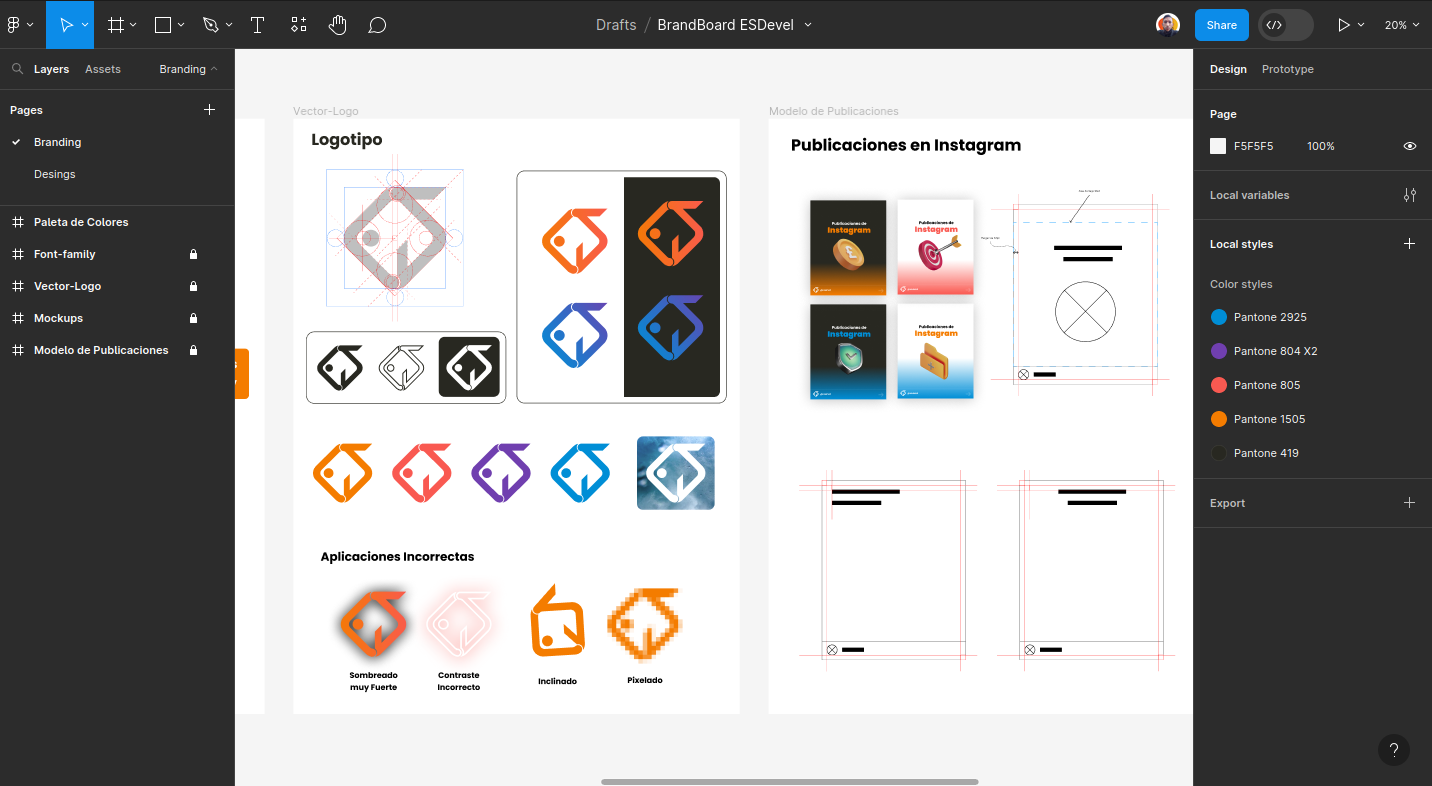 Drafts / BrandBoard ESDevel
Share
20%
Layers Assets Branding
Pages
Branding
Desings
Paleta de Colores
Font-family
Vector-Logo
Mockups
Modelo de Publicaciones
Vector-Logo
Logotipo
Aplicaciones Incorrectas
Sombreado
muy Fuerte
Contraste
Incorrecto
Inclinado
Pixelado
Modelo de Publicaciones
Publicaciones en Instagram
Publicaciones de
Instagram
Publicaciones de
Instagram
Publicaciones de
Instagram
Publicaciones de
Instagram
Design Prototype
Page
F5F5F5 100%
Local variables
Local styles
Color styles
Pantone 2925
Pantone 804 X2
Pantone 805
Pantone 1505
Pantone 419
Export
?